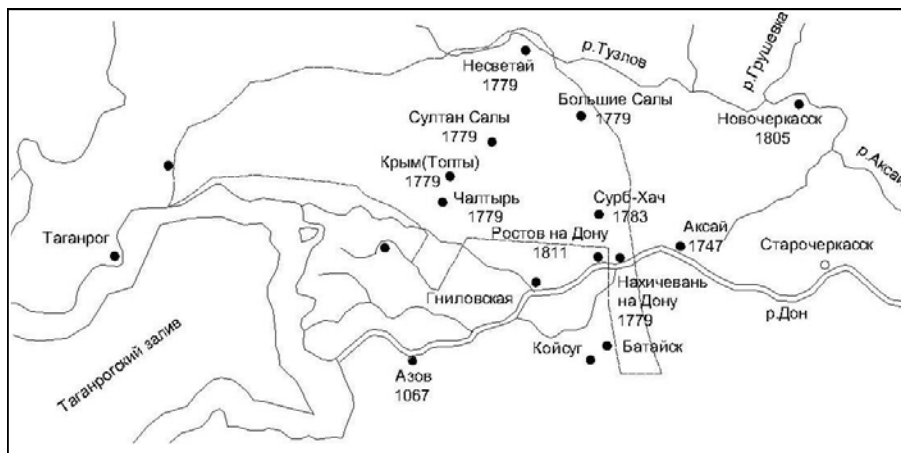 р.Тузлов
р.Грушевка
Несветай
1779
Большие Салы
1779
Новочеркасск
1805
Султан Салы
1779
р.Аксай
Крым(Топты)
1779
Чалтырь
1779
Сурб-Хач
1783
Таганрог
Ростов на Дону
1811
Аксай
1747
Старочеркасск
Гниловская
Нахичевань
на Дону
1779
р.Дон
Койсуг
Батайск
Азов
1067
Таганрогский залив